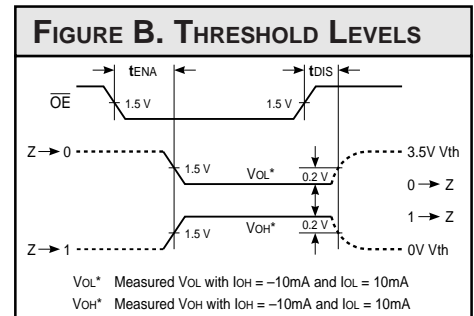 FIGURE B. THRESHOLD LEVELS
tENA tDIS
OE 1.5 V 1.5 V
Z → 0 1.5 V VOL* 0.2 V 3.5V Vth
0 → Z
1 → Z
Z → 1 1.5 V VOH* 0.2 V 0V Vth
VOL* Measured VOL with IOH = –10mA and IOL = 10mA
VOH* Measured VOH with IOH = –10mA and IOL = 10mA